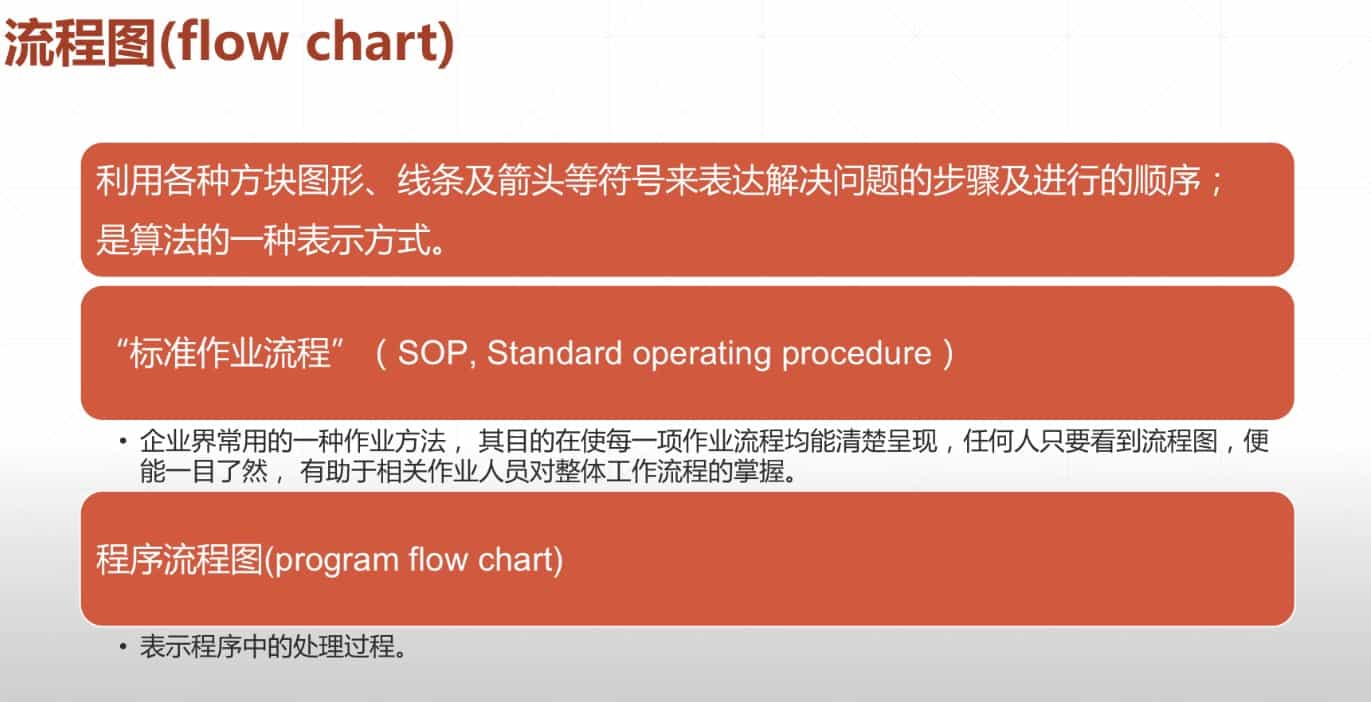 流程图(flow chart)
利用各种方块图形、线条及箭头等符号来表达解决问题的步骤及进行的顺序；
是算法的一种表示方式。
“标准作业流程”（SOP, Standard operating procedure）
• 企业界常用的一种作业方法， 其目的在使每一项作业流程均能清楚呈现，任何人只要看到流程图，便
能一目了然， 有助于相关作业人员对整体工作流程的掌握。
程序流程图(program flow chart)
• 表示程序中的处理过程。